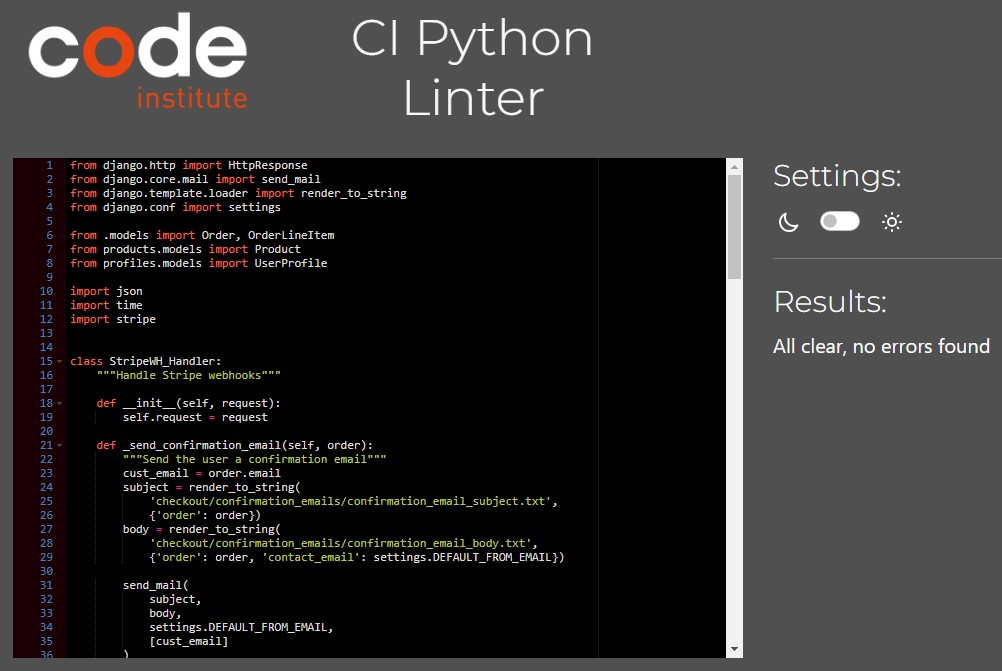 code
institute
CI Python
Linter
1 from django.http import HttpResponse
2 from django.core.mail import send_mail
3 from django.template.loader import render_to_string
4 from django.conf import settings
5
6 from .models import Order, OrderLineItem
7 from products.models import Product
8 from profiles.models import UserProfile
9
10 import json
11 import time
12 import stripe
13
14
15 class StripeWH_Handler:
16     """Handle Stripe webhooks"""
17
18     def __init__(self, request):
19         self.request = request
20
21     def _send_confirmation_email(self, order):
22         """Send the user a confirmation email"""
23         cust_email = order.email
24         subject = render_to_string(
25             'checkout/confirmation_emails/confirmation_email_subject.txt',
26             {'order': order})
27         body = render_to_string(
28             'checkout/confirmation_emails/confirmation_email_body.txt',
29             {'order': order, 'contact_email': settings.DEFAULT_FROM_EMAIL})
30
31         send_mail(
32             subject,
33             body,
34             settings.DEFAULT_FROM_EMAIL,
35             [cust_email]
36         )
Settings:
Results:
All clear, no errors found